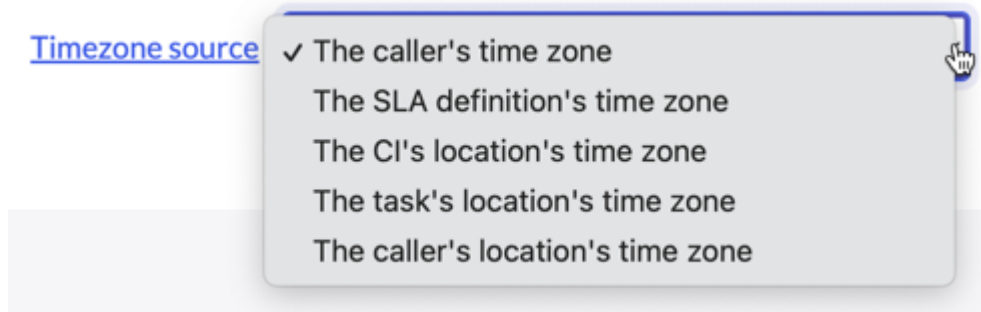 Timezone source
✓ The caller's time zone
The SLA definition's time zone
The CI's location's time zone
The task's location's time zone
The caller's location's time zone